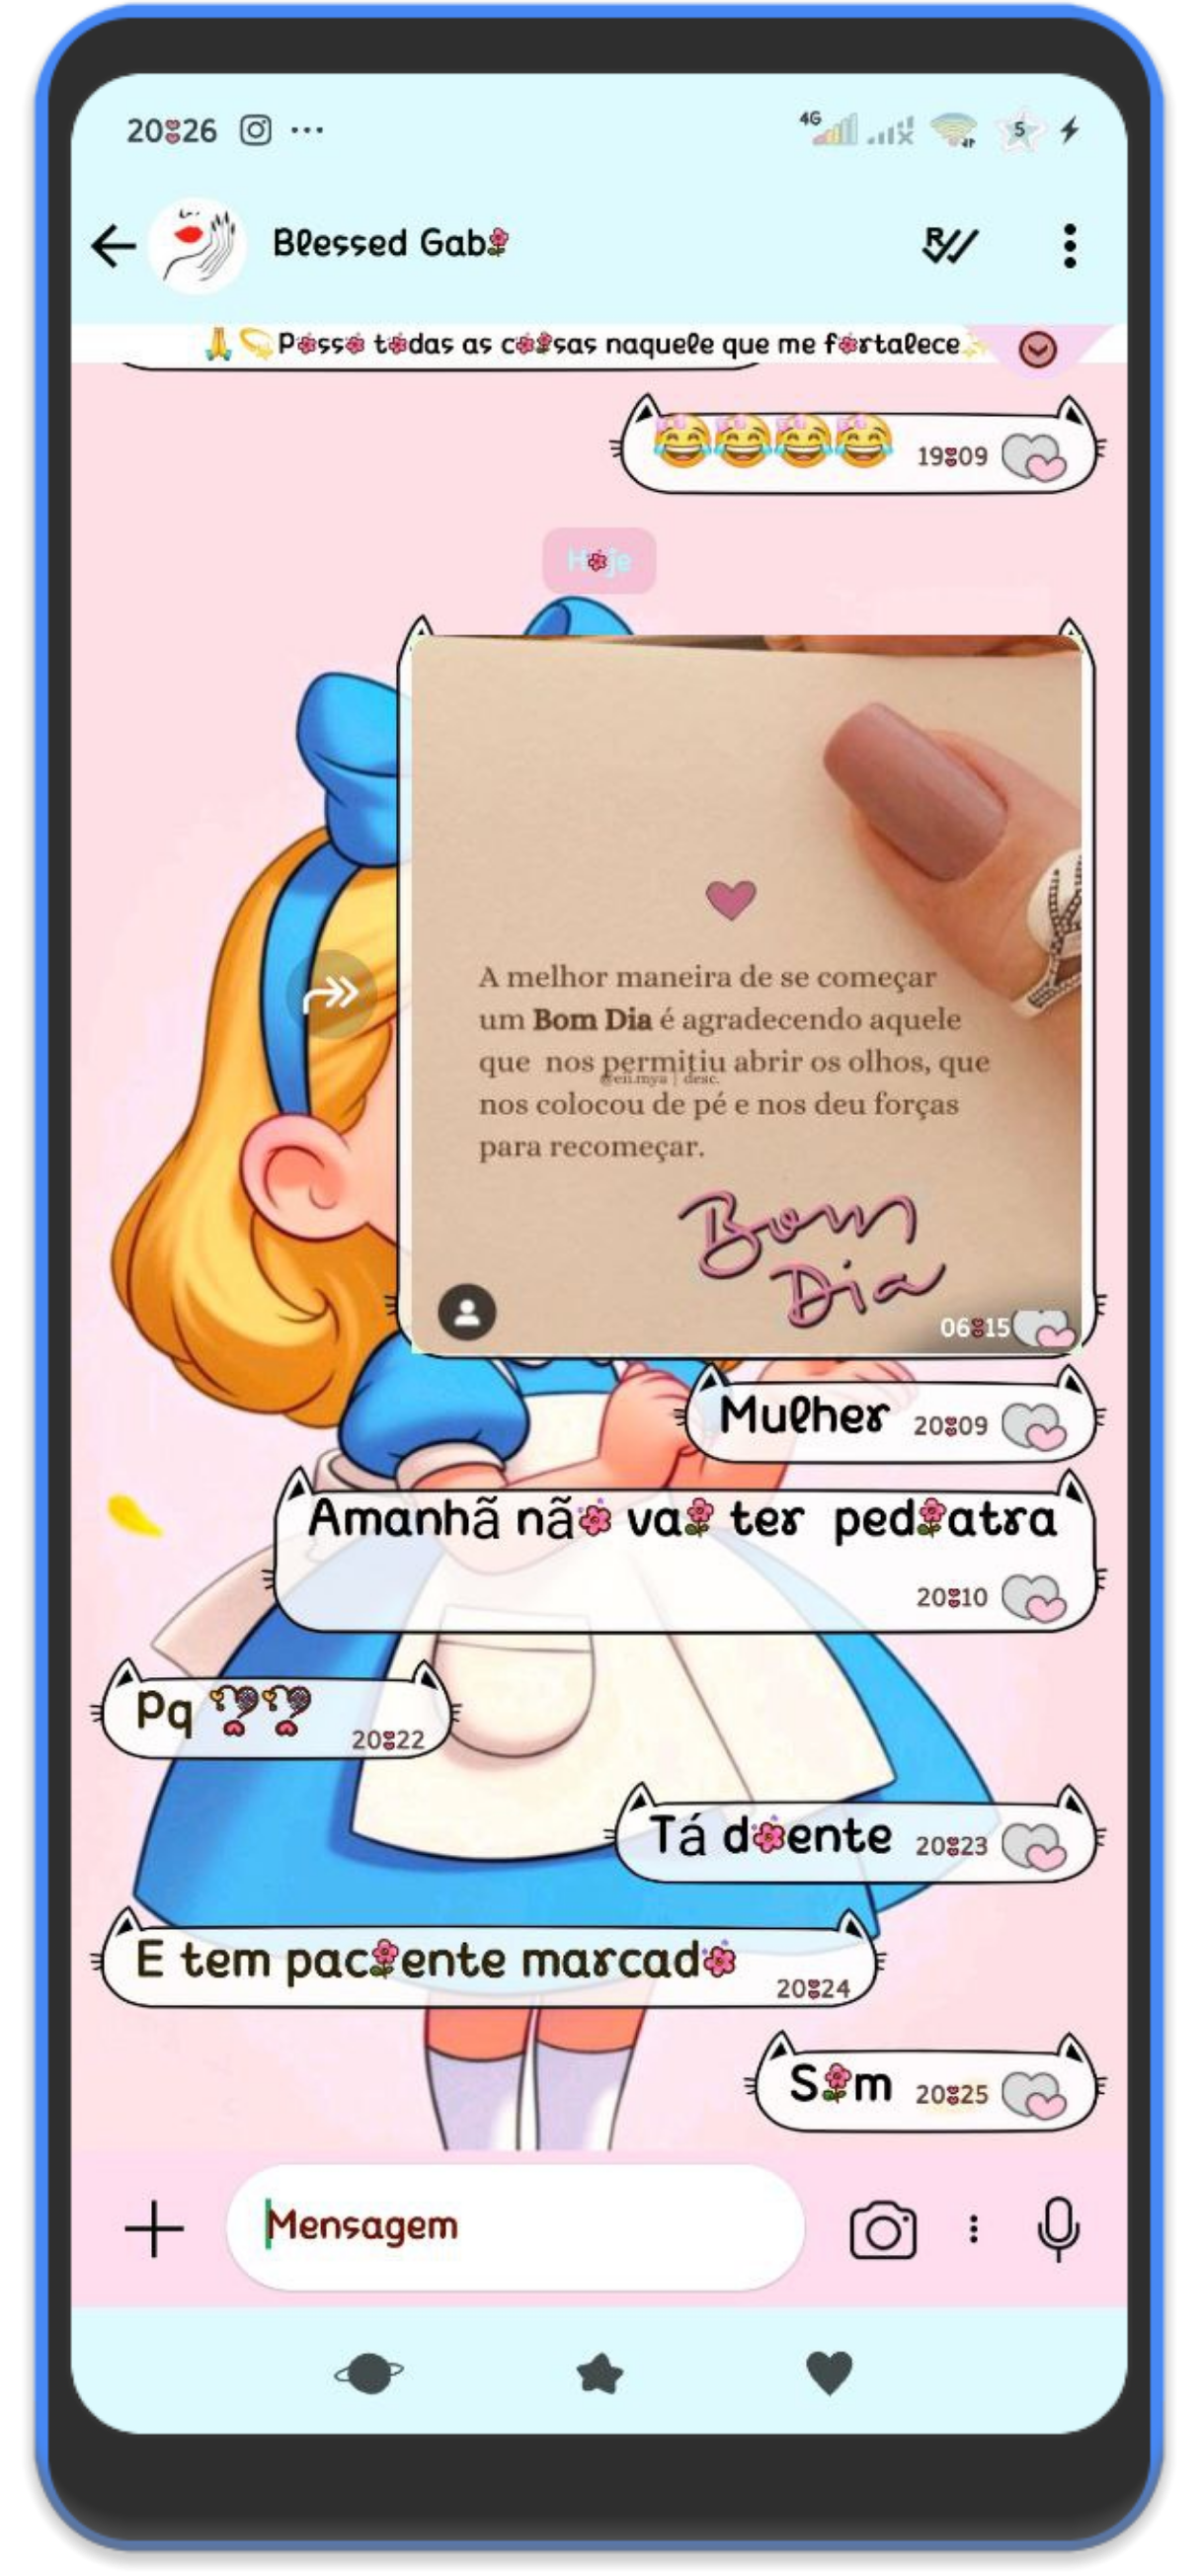 20:26
4G
5
Blessed Gabi
R
🙏💫Posso todas as coisas naquele que me fortalece✨
😂😂😂😂 19:09
Hoje
A melhor maneira de se começar
um Bom Dia é agradecendo aquele
que nos permitiu abrir os olhos, que
nos colocou de pé e nos deu forças
para recomeçar.
Bom
Dia
06:15
Mulher 20:09
Amanhã não vai ter pediatra
20:10
Pq ?? 20:22
Tá doente 20:23
E tem paciente marcado 20:24
Sim 20:25
Mensagem